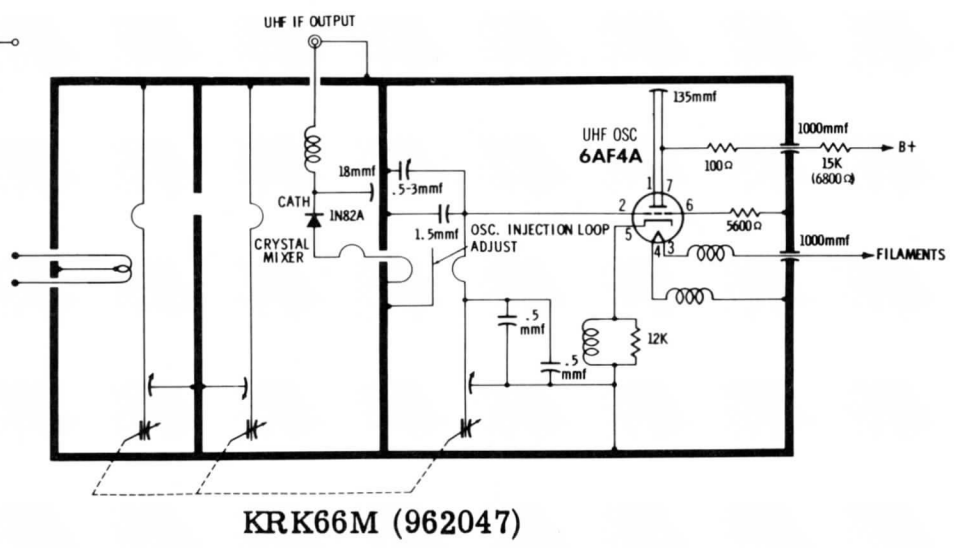 UHF IF OUTPUT
135mmf
1000mmf
UHF OSC
6AF4A
100Ω
15K
(6800Ω)
B+
18mmf
.5-3mmf
1 7
CATH
1N82A
2
6
1.5mmf
OSC. INJECTION LOOP
ADJUST
5
5600Ω
CRYSTAL
MIXER
4 3
1000mmf
FILAMENTS
.5
mmf
12K
.5
mmf
KRK66M (962047)